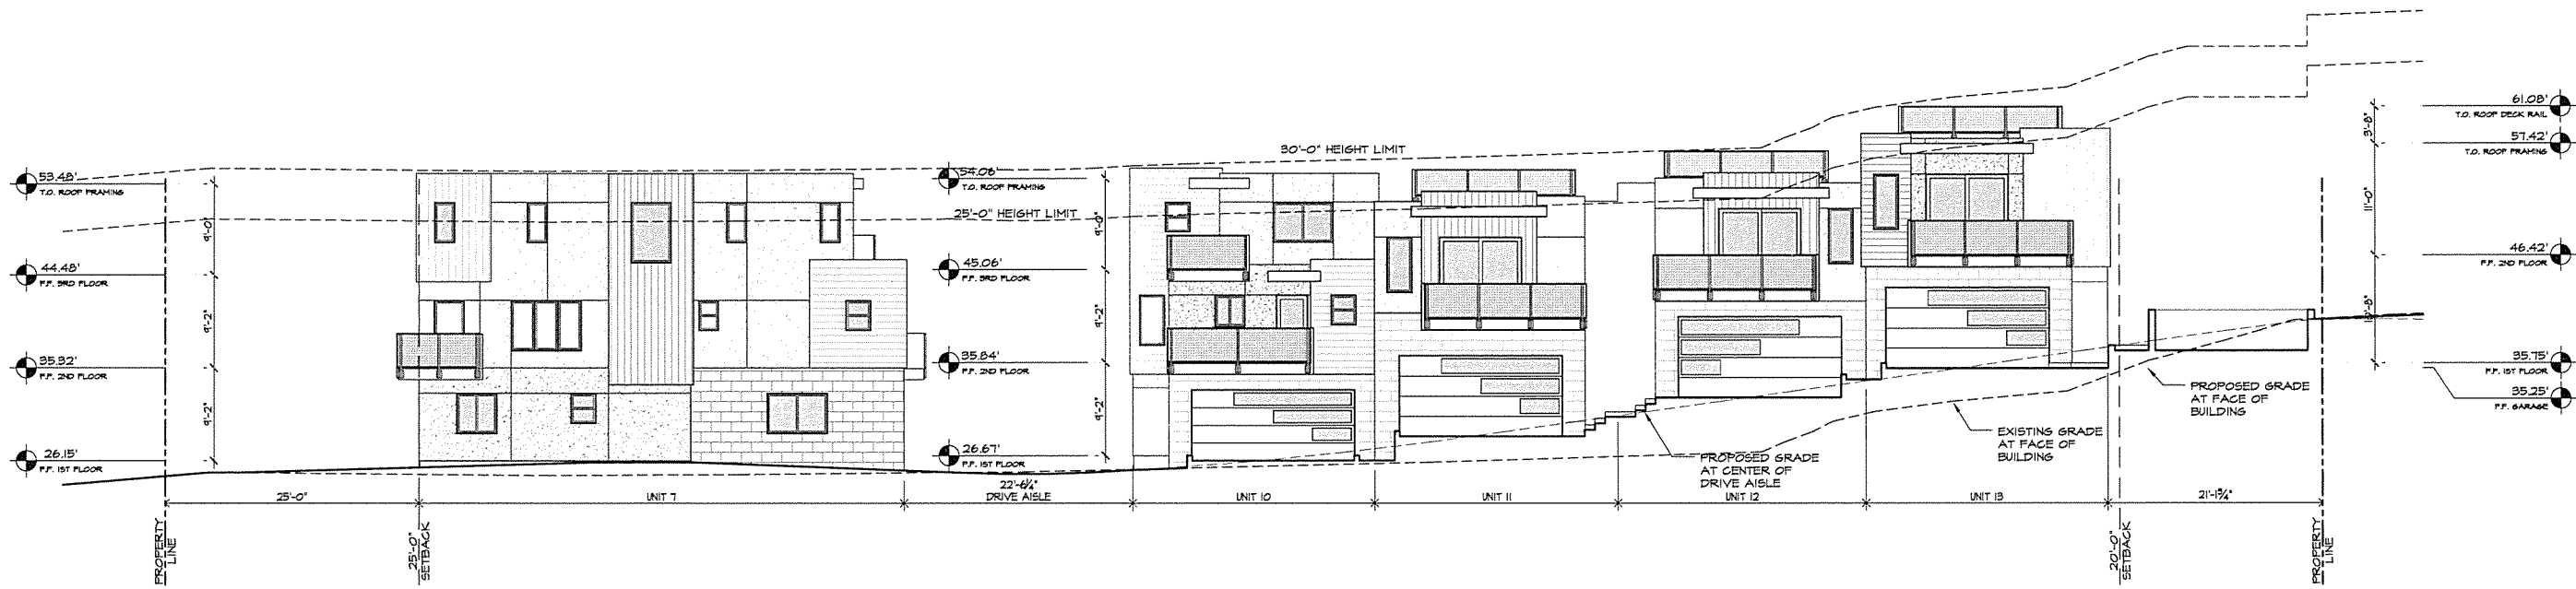 53.48'
T.O. ROOF FRAMING
9'-0"
44.48'
F.F. 3RD FLOOR
9'-2"
35.32'
F.F. 2ND FLOOR
9'-2"
26.15'
F.F. 1ST FLOOR
54.06'
T.O. ROOF FRAMING
25'-0" HEIGHT LIMIT
9'-0"
45.06'
F.F. 3RD FLOOR
9'-2"
35.84'
F.F. 2ND FLOOR
9'-2"
26.67'
F.F. 1ST FLOOR
30'-0" HEIGHT LIMIT
61.08'
T.O. ROOF DECK RAIL
3'-8"
57.42'
T.O. ROOF FRAMING
11'-0"
46.42'
F.F. 2ND FLOOR
10'-8"
35.75'
F.F. 1ST FLOOR
35.25'
F.F. GARAGE
PROPOSED GRADE
AT FACE OF
BUILDING
EXISTING GRADE
AT FACE OF
BUILDING
PROPOSED GRADE
AT CENTER OF
DRIVE AISLE
25'-0"
UNIT 7
22'-6¼"
DRIVE AISLE
UNIT 10
UNIT 11
UNIT 12
UNIT 13
21'-1¾"
PROPERTY
LINE
25'-0"
SETBACK
20'-0"
SETBACK
PROPERTY
LINE